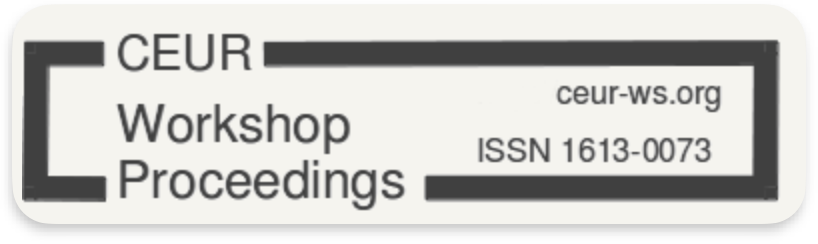 CEUR
Workshop
Proceedings
ceur-ws.org
ISSN 1613-0073